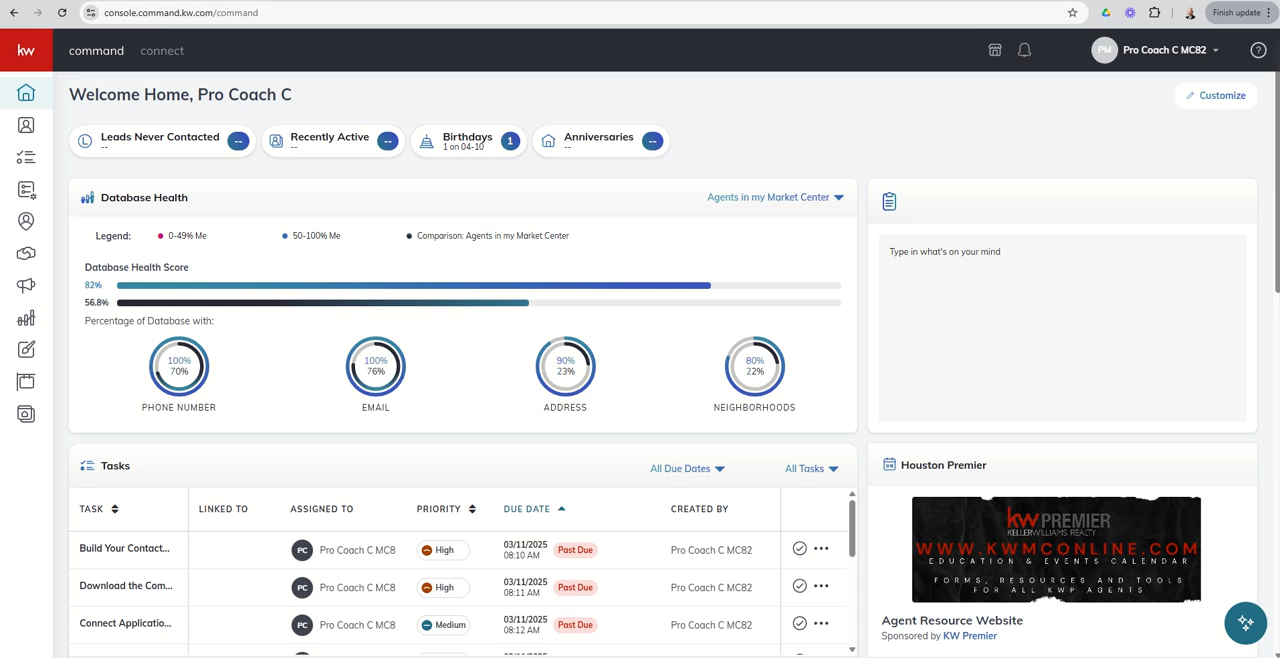 console.command.kw.com/command
Finish update
kw
command
connect
PM
Pro Coach C MC82
Welcome Home, Pro Coach C
Customize
Leads Never Contacted
--
--
Recently Active
--
--
Birthdays
1 on 04-10
1
Anniversaries
--
--
Database Health
Agents in my Market Center
Legend:
0-49% Me
50-100% Me
Comparison: Agents in my Market Center
Database Health Score
82%
56.8%
Percentage of Database with:
100%
70%
PHONE NUMBER
100%
76%
EMAIL
90%
23%
ADDRESS
80%
22%
NEIGHBORHOODS
Type in what's on your mind
Tasks
All Due Dates
All Tasks
TASK
LINKED TO
ASSIGNED TO
PRIORITY
DUE DATE
CREATED BY
Build Your Contact...
PC
Pro Coach C MC8
High
03/11/2025
08:10 AM
Past Due
Pro Coach C MC82
Download the Com...
PC
Pro Coach C MC8
High
03/11/2025
08:11 AM
Past Due
Pro Coach C MC82
Connect Applicatio...
PC
Pro Coach C MC8
Medium
03/11/2025
08:12 AM
Past Due
Pro Coach C MC82
Houston Premier
kw PREMIER
KELLERWILLIAMS. REALTY
WWW.KWMCONLINE.COM
EDUCATION & EVENTS CALENDAR
FORMS, RESOURCES AND TOOLS
FOR ALL KWP AGENTS
Agent Resource Website
Sponsored by KW Premier